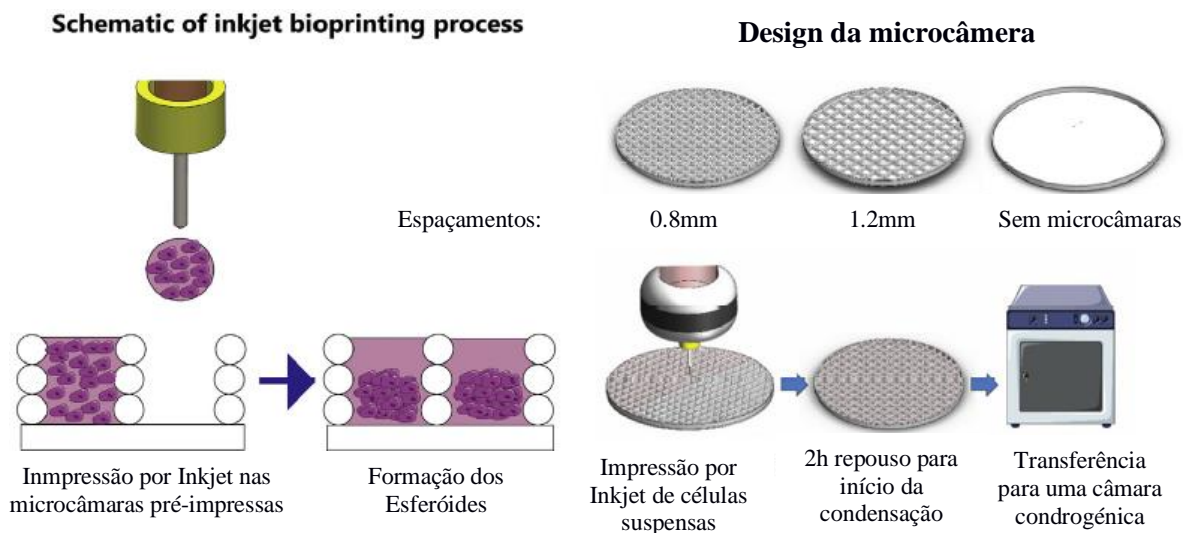 Schematic of inkjet bioprinting process
Inmpressão por Inkjet nas
microcâmaras pré-impressas
Formação dos
Esferóides
Design da microcâmera
Espaçamentos:
0.8mm
1.2mm
Sem microcâmaras
Impressão por
Inkjet de células
suspensas
2h repouso para
início da
condensação
Transferência
para uma câmara
condrogénica